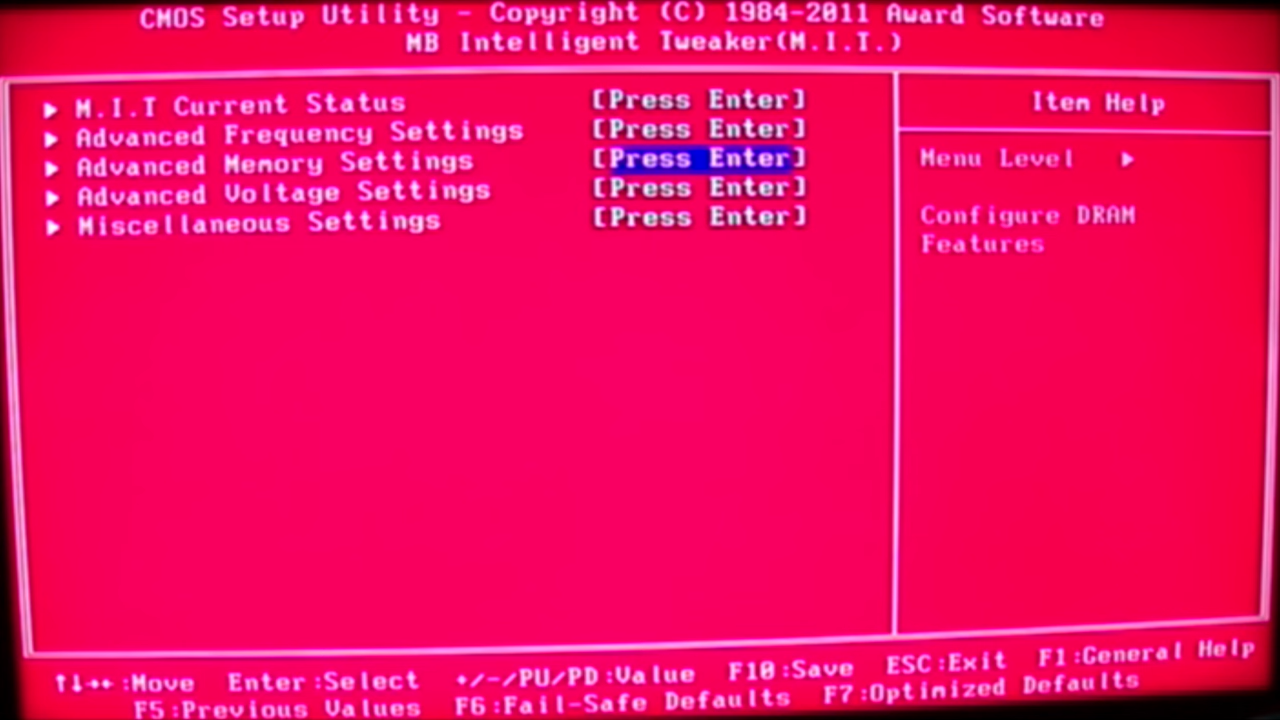 CMOS Setup Utility - Copyright (C) 1984-2011 Award Software
MB Intelligent Tweaker(M.I.T.)
▶ M.I.T Current Status [Press Enter]
▶ Advanced Frequency Settings [Press Enter]
▶ Advanced Memory Settings [Press Enter]
▶ Advanced Voltage Settings [Press Enter]
▶ Miscellaneous Settings [Press Enter]
Item Help
Menu Level ▶
Configure DRAM
Features
↑↓→←:Move Enter:Select +/-/PU/PD:Value F10:Save ESC:Exit F1:General Help
F5:Previous Values F6:Fail-Safe Defaults F7:Optimized Defaults